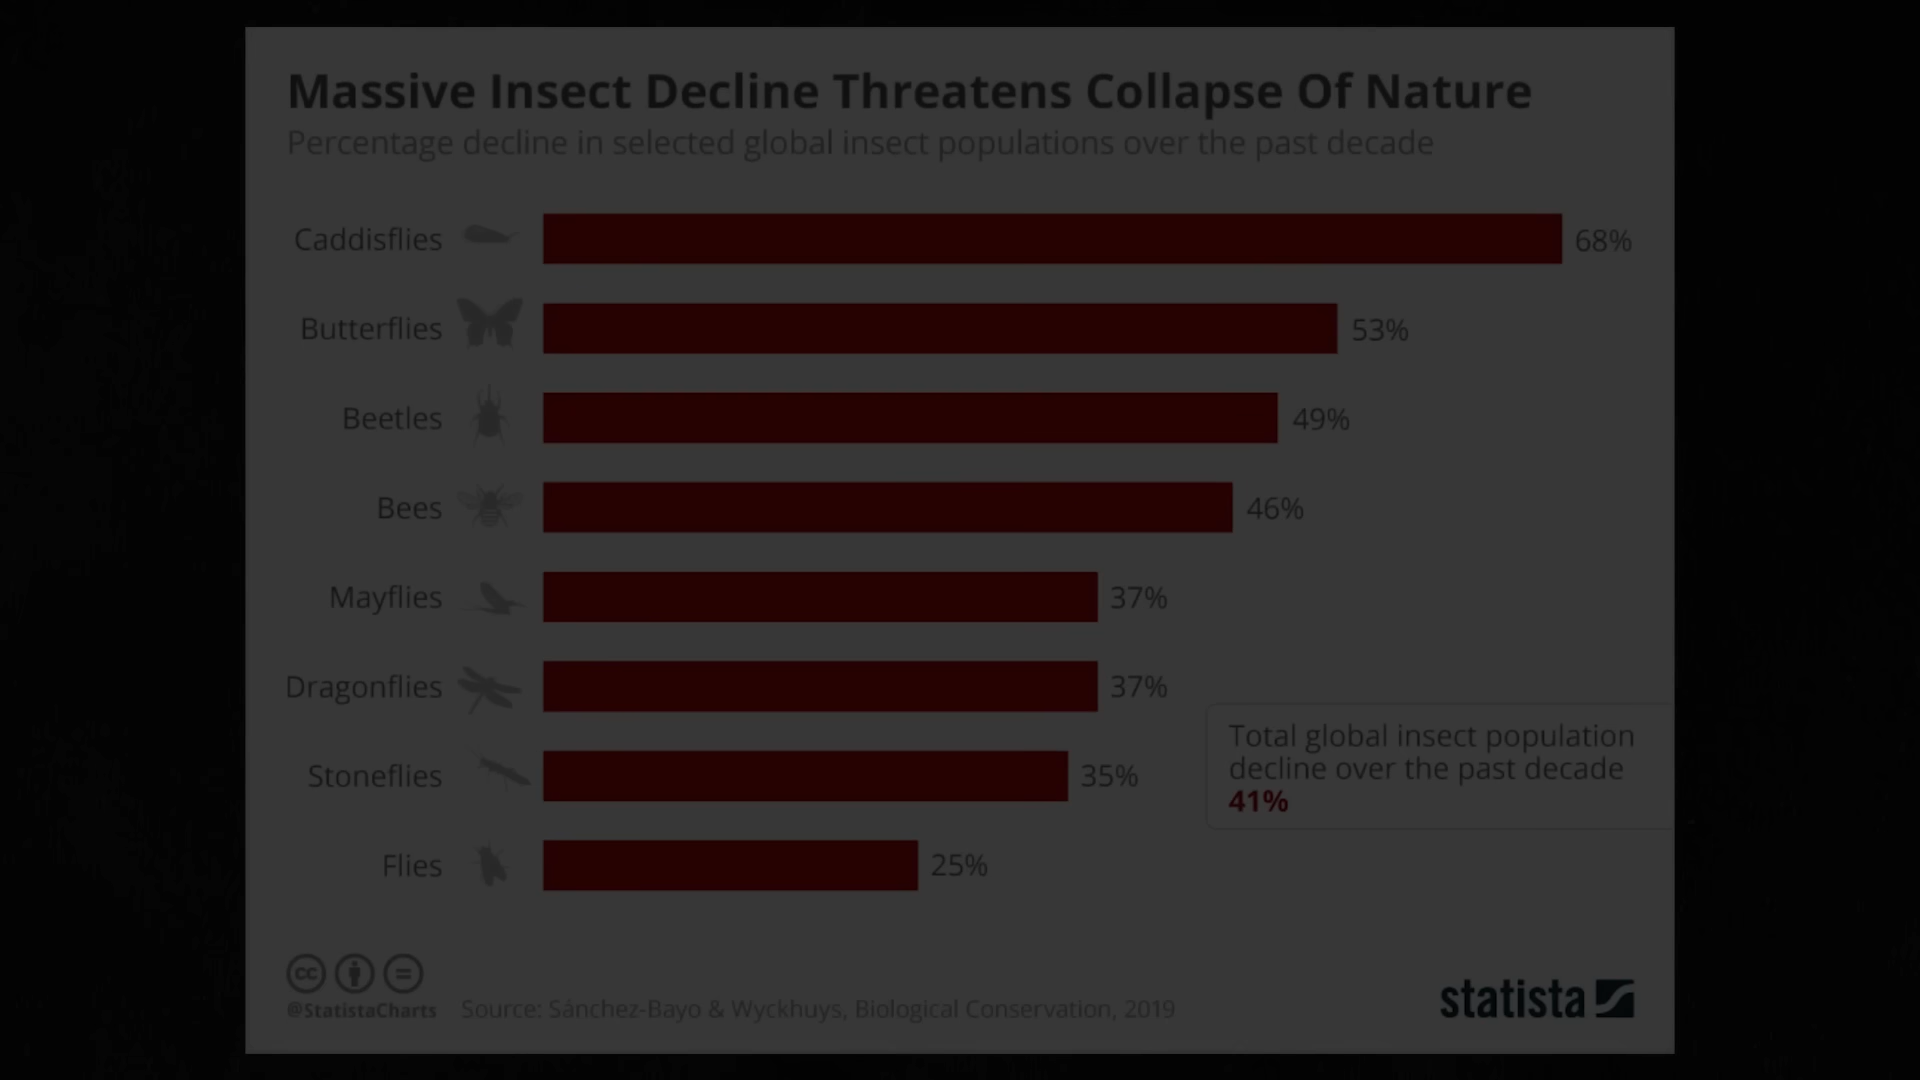 Massive Insect Decline Threatens Collapse Of Nature
Percentage decline in selected global insect populations over the past decade
Caddisflies 68%
Butterflies 53%
Beetles 49%
Bees 46%
Mayflies 37%
Dragonflies 37%
Stoneflies 35%
Flies 25%
Total global insect population
decline over the past decade
41%
cc
@StatistaCharts Source: Sánchez-Bayo & Wyckhuys, Biological Conservation, 2019
statista